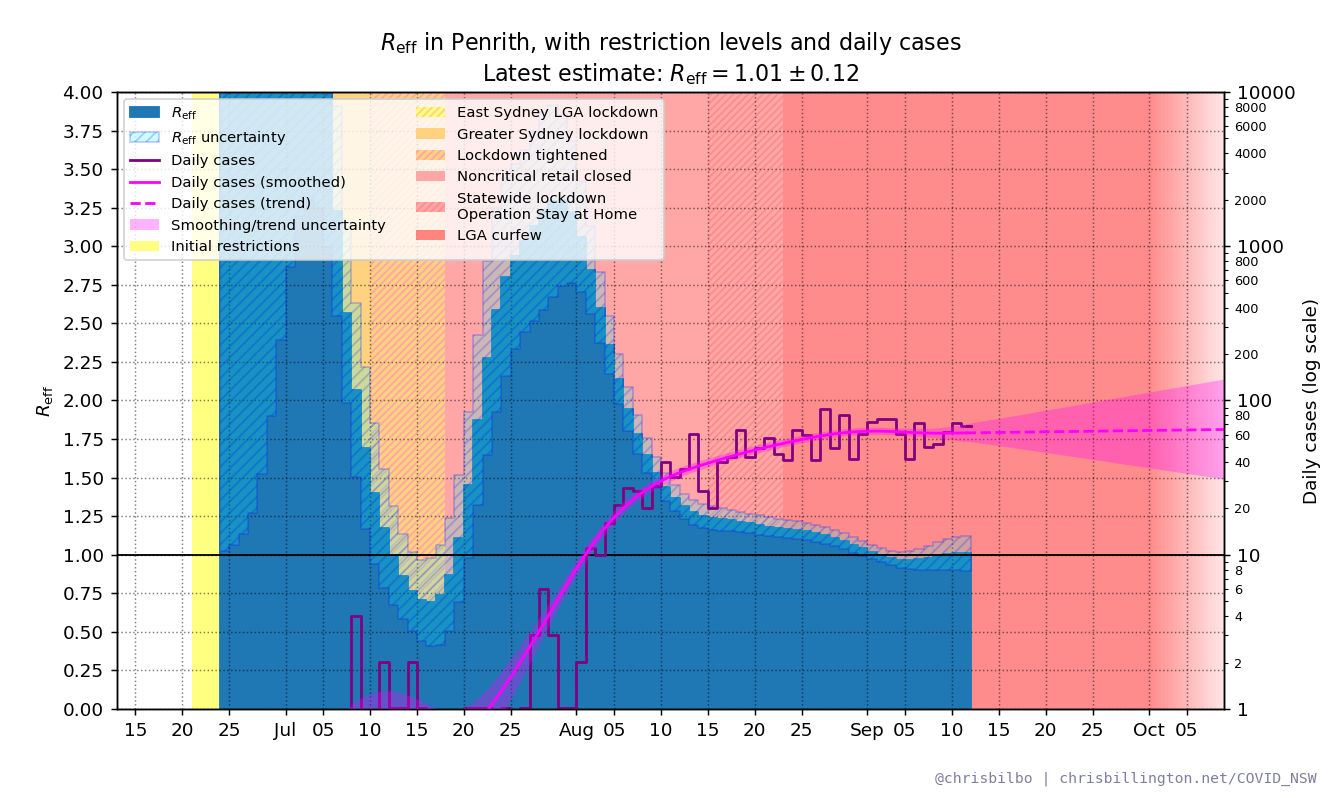 R_eff in Penrith, with restriction levels and daily cases
Latest estimate: R_eff = 1.01 ± 0.12
R_eff
R_eff uncertainty
Daily cases
Daily cases (smoothed)
Daily cases (trend)
Smoothing/trend uncertainty
Initial restrictions
East Sydney LGA lockdown
Greater Sydney lockdown
Lockdown tightened
Noncritical retail closed
Statewide lockdown
Operation Stay at Home
LGA curfew
R_eff
4.00
3.75
3.50
3.25
3.00
2.75
2.50
2.25
2.00
1.75
1.50
1.25
1.00
0.75
0.50
0.25
0.00
15 20 25 Jul 05 10 15 20 25 Aug 05 10 15 20 25 Sep 05 10 15 20 25 Oct 05
10000
8000
6000
4000
2000
1000
800
600
400
200
100
80
60
40
20
10
8
6
4
2
1
Daily cases (log scale)
@chrisbilbo | chrisbillington.net/COVID_NSW